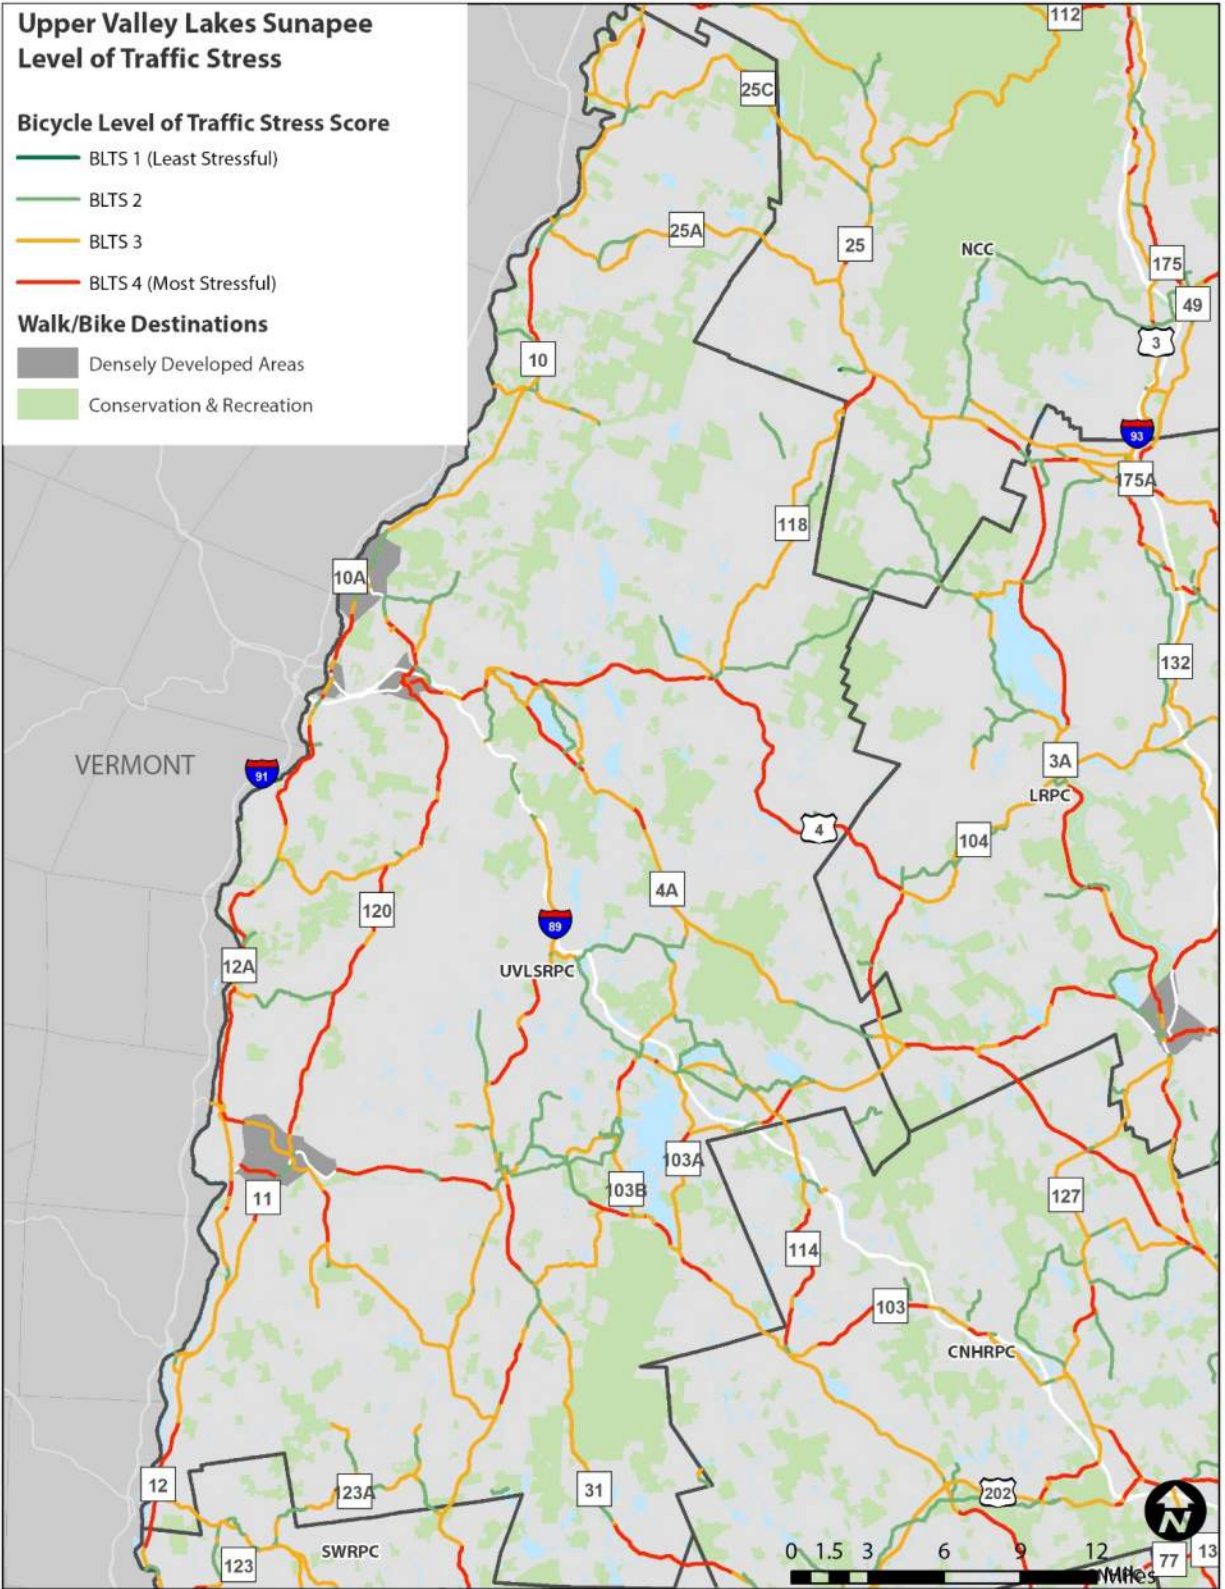 Upper Valley Lakes Sunapee
Level of Traffic Stress
Bicycle Level of Traffic Stress Score
BLTS 1 (Least Stressful)
BLTS 2
BLTS 3
BLTS 4 (Most Stressful)
Walk/Bike Destinations
Densely Developed Areas
Conservation & Recreation
112
25C
25A
25
NCC
175
49
3
10
93
175A
118
10A
132
VERMONT
91
3A
LRPC
4
104
4A
120
89
12A
UVLSRPC
103A
103B
11
127
114
103
CNHRPC
12
123A
31
202
N
SWRPC
123
0 1.5 3 6 9 12
Miles
77
13